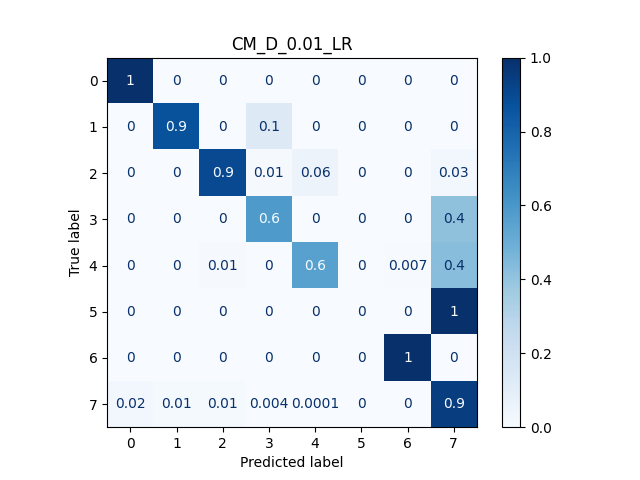 CM_D_0.01_LR
0 1 0 0 0 0 0 0 0
1 0 0.9 0 0.1 0 0 0 0
2 0 0 0.9 0.01 0.06 0 0 0.03
3 0 0 0 0.6 0 0 0 0.4
4 0 0 0.01 0 0.6 0 0.007 0.4
5 0 0 0 0 0 0 0 1
6 0 0 0 0 0 0 1 0
7 0.02 0.01 0.01 0.004 0.0001 0 0 0.9
0 1 2 3 4 5 6 7
Predicted label
True label
1.0
0.8
0.6
0.4
0.2
0.0